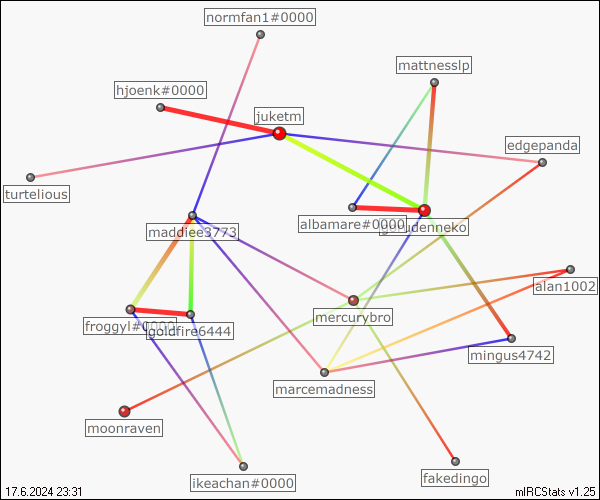 normfan1#0000
mattnesslp
hjoenk#0000
juketm
edgepanda
turtelious
albamare#0000
maddiee3773
alan1002
mercurybro
froggyl#0000
goldfire6444
mingus4742
marcemadness
moonraven
fakedingo
ikeachan#0000
17.6.2024 23:31
mIRCStats v1.25